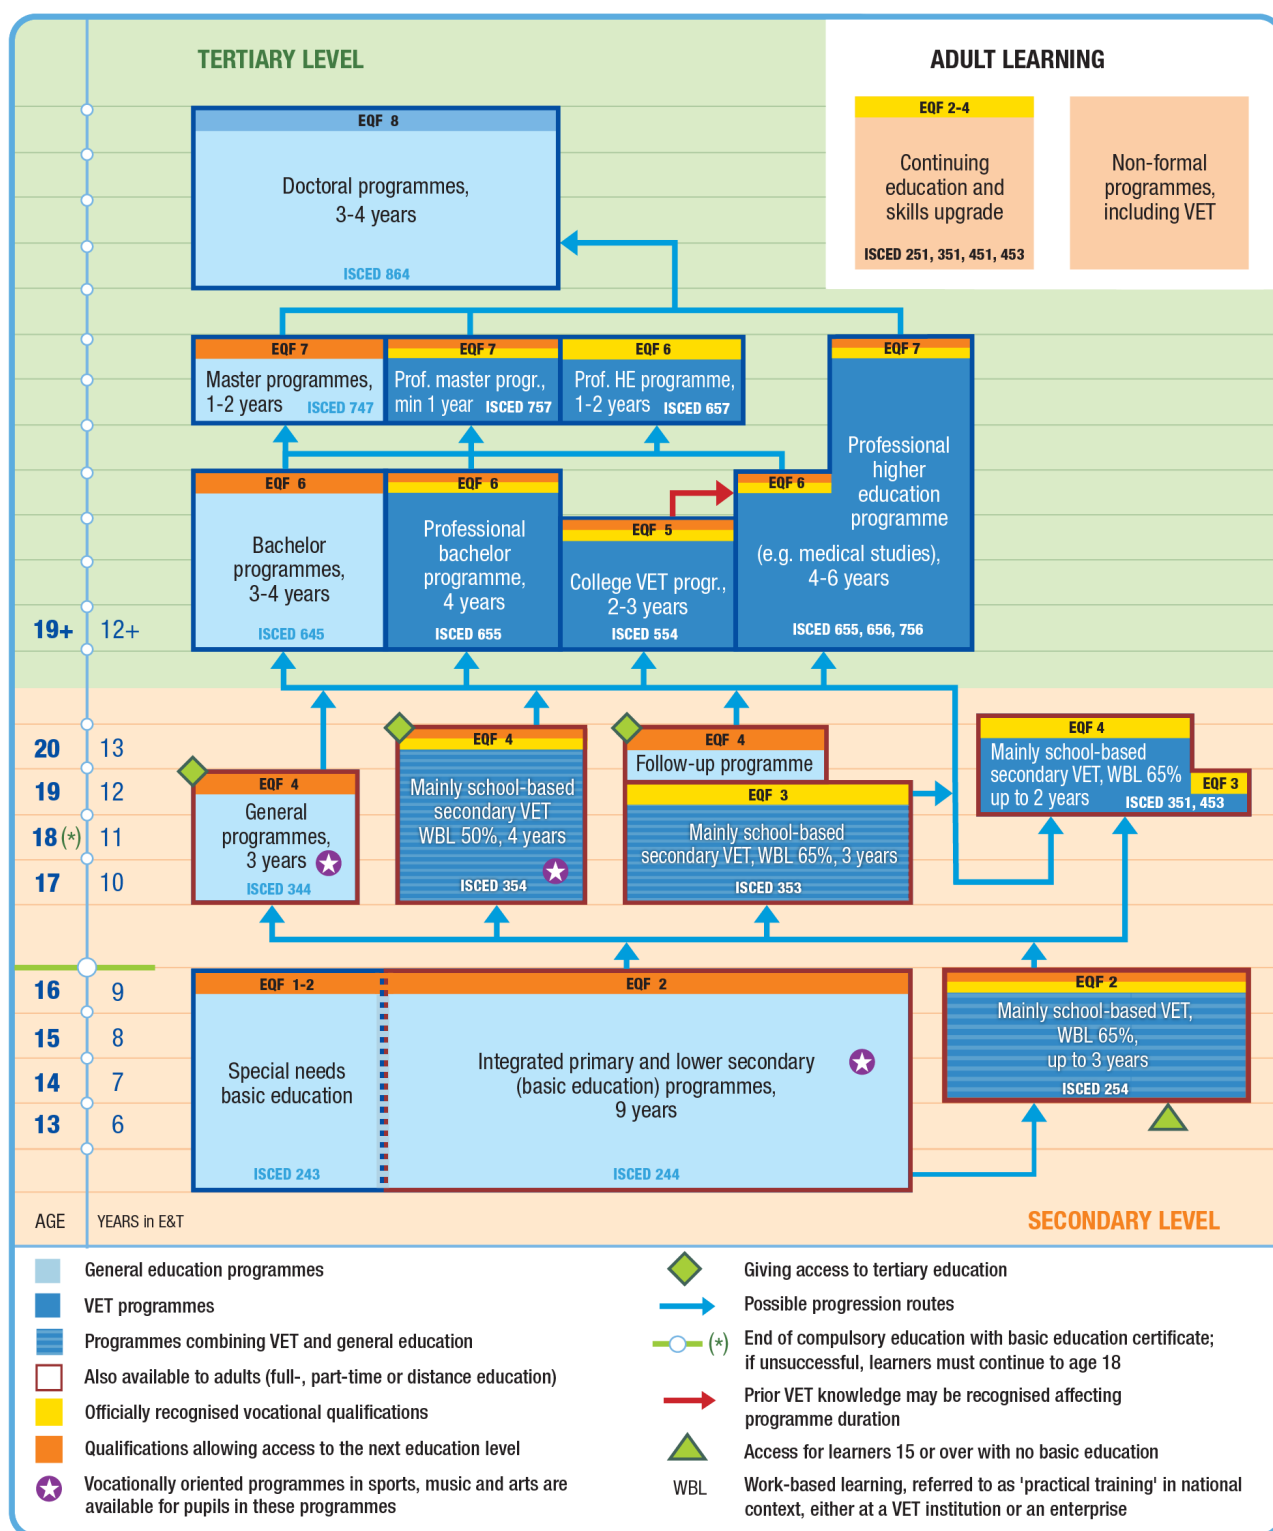 TERTIARY LEVEL
ADULT LEARNING
EQF 2-4
Continuing
education and
skills upgrade
ISCED 251, 351, 451, 453
Non-formal
programmes,
including VET
EQF 8
Doctoral programmes,
3-4 years
ISCED 864
EQF 7
Master programmes,
1-2 years ISCED 747
EQF 7
Prof. master progr.,
min 1 year ISCED 757
EQF 6
Prof. HE programme,
1-2 years ISCED 657
EQF 7
Professional
higher
education
programme
EQF 6
(e.g. medical studies),
4-6 years
ISCED 655, 656, 756
EQF 6
Bachelor
programmes,
3-4 years
ISCED 645
EQF 6
Professional
bachelor
programme,
4 years
ISCED 655
EQF 5
College VET progr.,
2-3 years
ISCED 554
19+ 12+
20 13
19 12
18 (*) 11
17 10
EQF 4
General
programmes,
3 years
ISCED 344
EQF 4
Mainly school-based
secondary VET
WBL 50%, 4 years
ISCED 354
EQF 4
Follow-up programme
EQF 3
Mainly school-based
secondary VET, WBL 65%, 3 years
ISCED 353
EQF 4
Mainly school-based
secondary VET, WBL 65%
up to 2 years ISCED 351, 453
EQF 3
16 9
15 8
14 7
13 6
EQF 1-2
Special needs
basic education
ISCED 243
EQF 2
Integrated primary and lower secondary
(basic education) programmes,
9 years
ISCED 244
EQF 2
Mainly school-based VET,
WBL 65%,
up to 3 years
ISCED 254
AGE YEARS in E&T
SECONDARY LEVEL
General education programmes
VET programmes
Programmes combining VET and general education
Also available to adults (full-, part-time or distance education)
Officially recognised vocational qualifications
Qualifications allowing access to the next education level
Vocationally oriented programmes in sports, music and arts are
available for pupils in these programmes
Giving access to tertiary education
Possible progression routes
(*) End of compulsory education with basic education certificate;
if unsuccessful, learners must continue to age 18
Prior VET knowledge may be recognised affecting
programme duration
Access for learners 15 or over with no basic education
WBL Work-based learning, referred to as 'practical training' in national
context, either at a VET institution or an enterprise